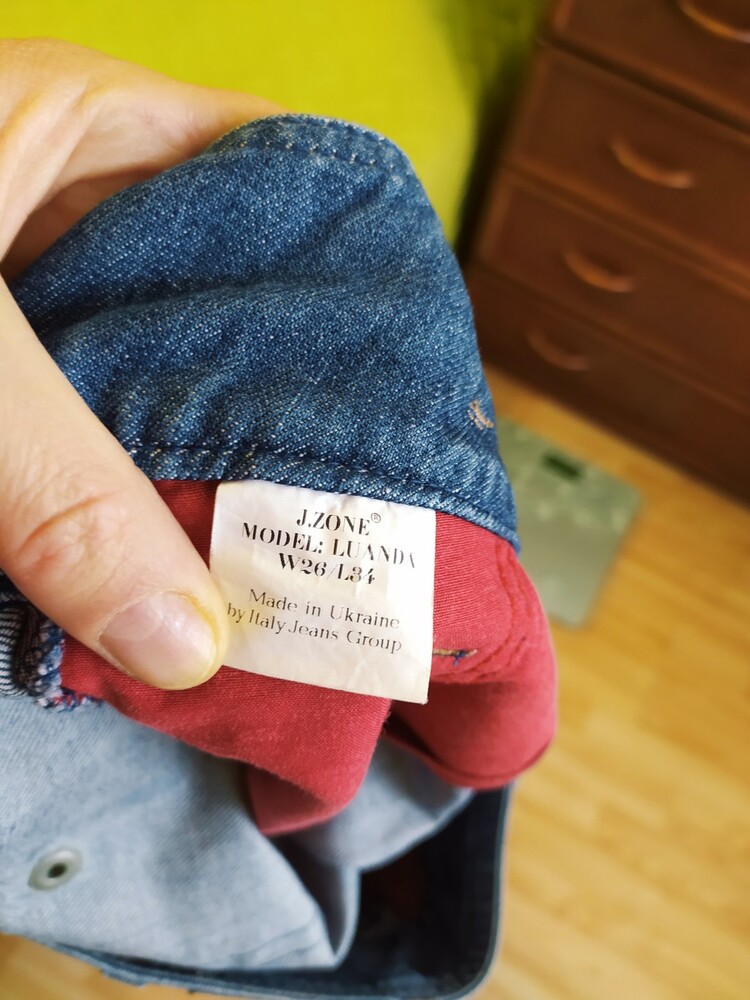 J.ZONE®
MODEL: LUANDA
W26/L34
Made in Ukraine
by Italy Jeans Group